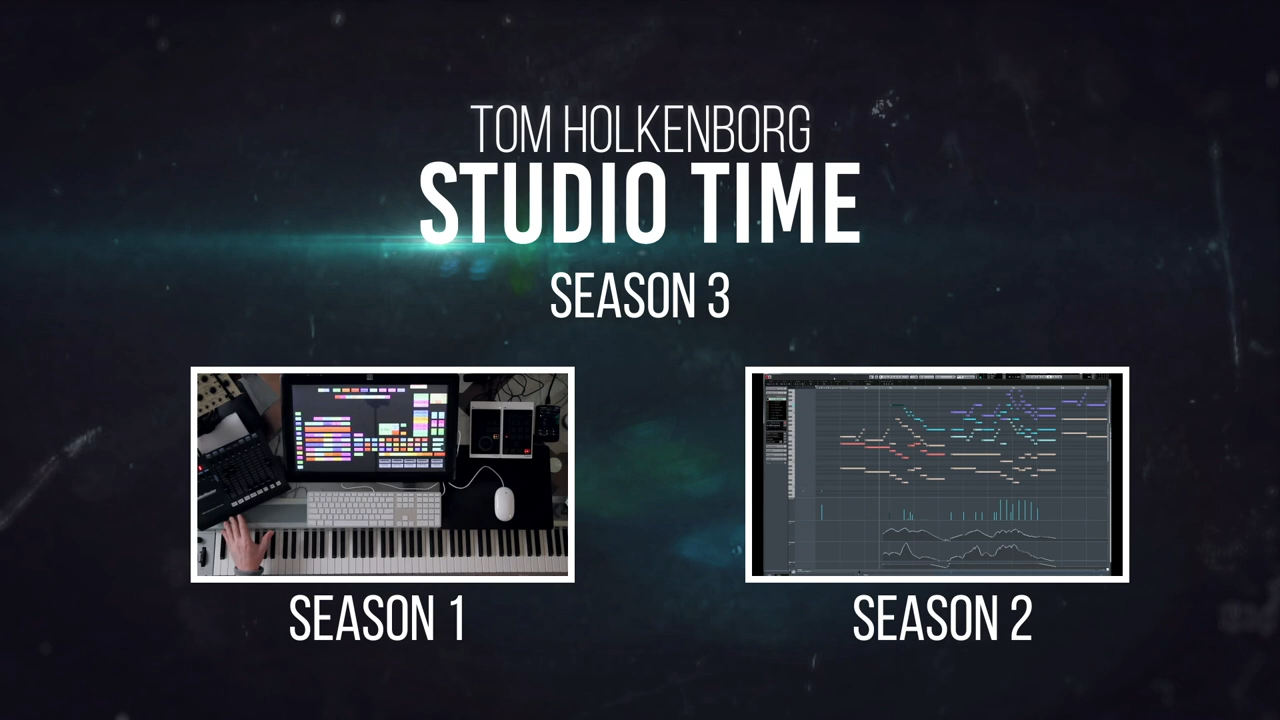 TOM HOLKENBORG
STUDIO TIME
SEASON 3
SEASON 1
SEASON 2